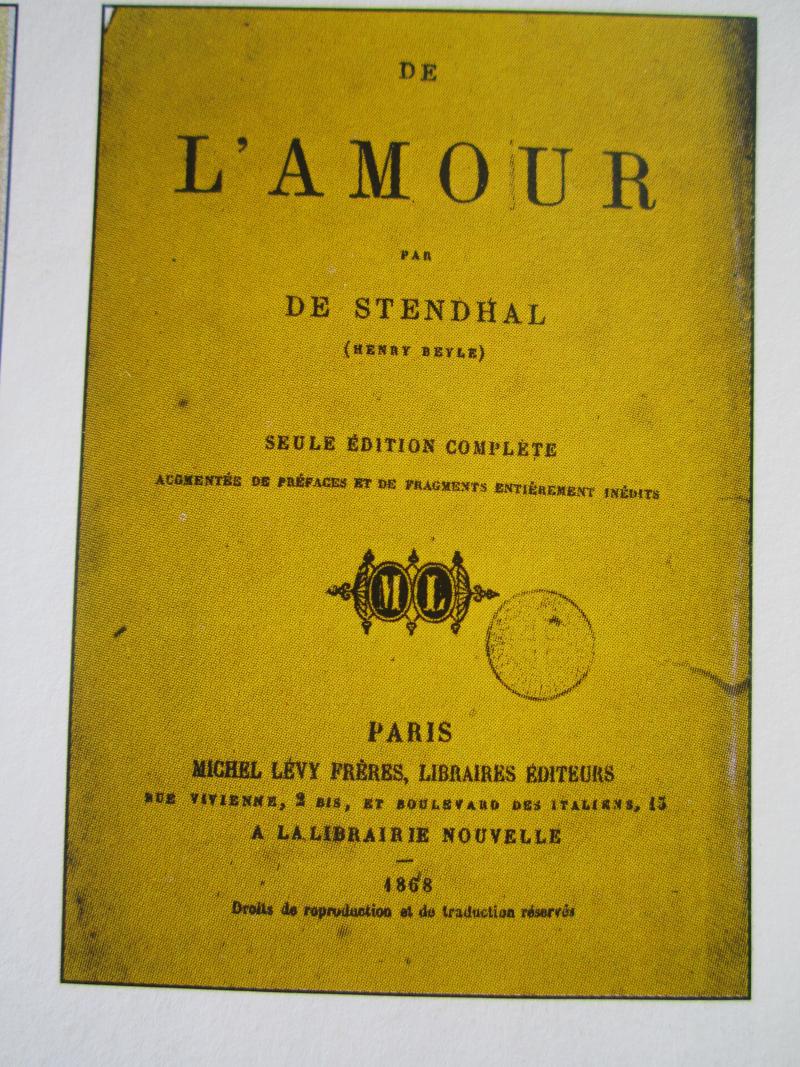 DE
L'AMOUR
PAR
DE STENDHAL
(HENRY BEYLE)
SEULE ÉDITION COMPLÈTE
AUGMENTÉE DE PRÉFACES ET DE FRAGMENTS ENTIÈREMENT INÉDITS
M L
PARIS
MICHEL LÉVY FRÈRES, LIBRAIRES ÉDITEURS
RUE VIVIENNE, 2 BIS, ET BOULEVARD DES ITALIENS, 15
A LA LIBRAIRIE NOUVELLE
1868
Droits de reproduction et de traduction réservés